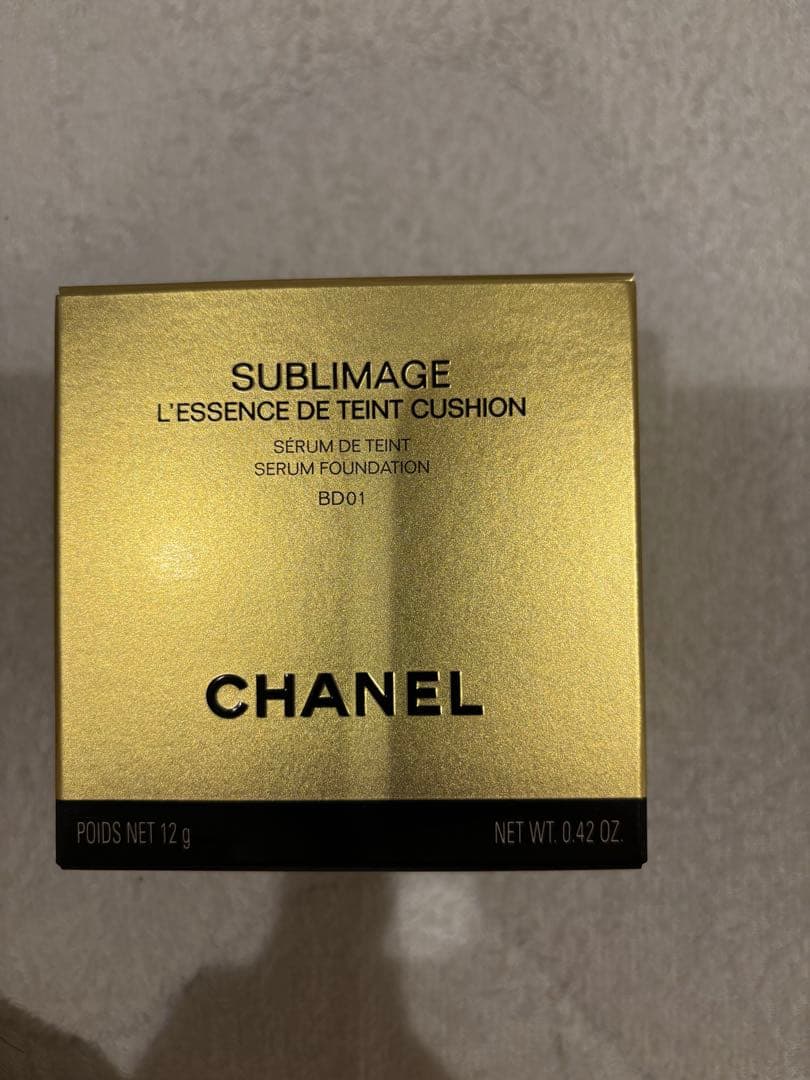 SUBLIMAGE
L'ESSENCE DE TEINT CUSHION
SÉRUM DE TEINT
SERUM FOUNDATION
BD01
CHANEL
POIDS NET 12 g NET WT. 0.42 OZ.